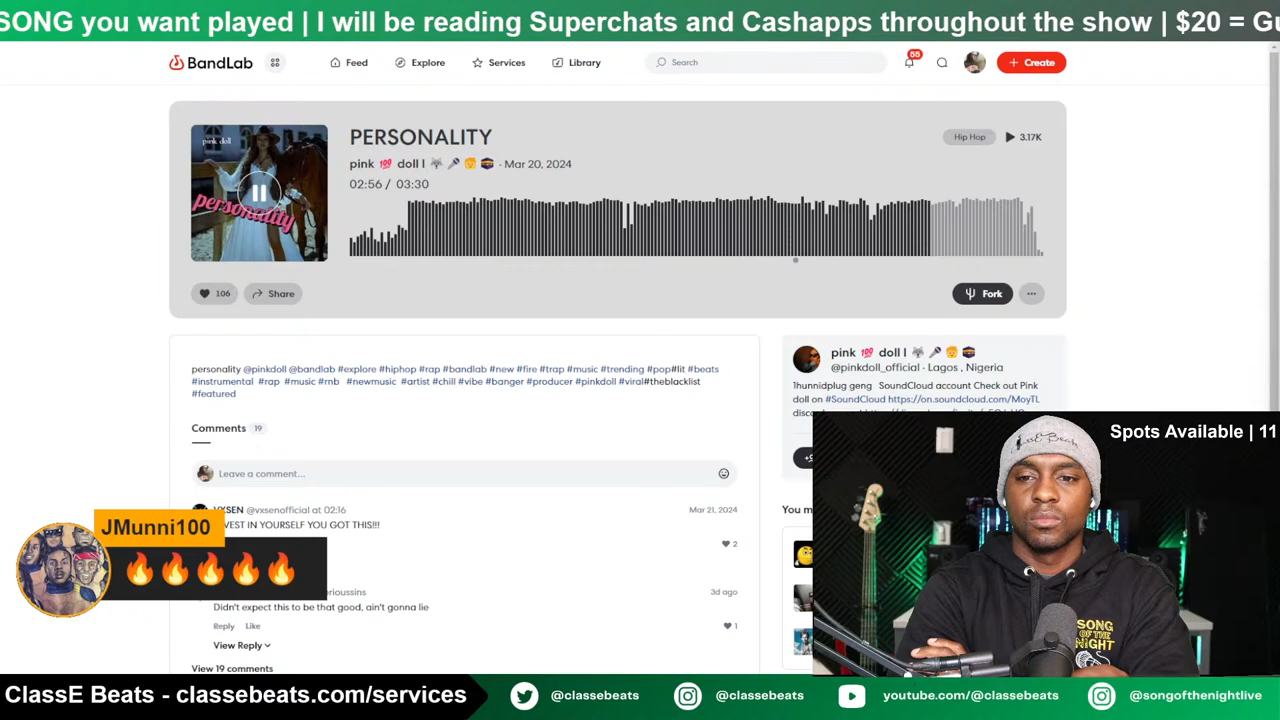 SONG you want played | I will be reading Superchats and Cashapps throughout the show | $20 = Gu
BandLab
Feed
Explore
Services
Library
Search
55
+ Create
pink doll
personality
PERSONALITY
pink 💯 doll l 🐺 🎤 - Mar 20, 2024
02:56 / 03:30
Hip Hop
3.17K
106
Share
Fork
personality @pinkdoll @bandlab #explore #hiphop #rap #bandlab #new #fire #trap #music #trending #pop#lit #beats
#instrumental #rap #music #rnb #newmusic #artist #chill #vibe #banger #producer #pinkdoll #viral#theblacklist
#featured
Comments 19
Leave a comment...
@vxsenofficial at 02:16
Mar 21, 2024
VEST IN YOURSELF YOU GOT THIS!!!
2
3d ago
Didn't expect this to be that good, ain't gonna lie
Reply Like
1
View Reply
View 19 comments
pink 💯 doll l 🐺 🎤
@pinkdoll_official - Lagos , Nigeria
1hunnidplug geng SoundCloud account Check out Pink
doll on #SoundCloud https://on.soundcloud.com/MoyTL
You m
JMunni100
🔥🔥🔥🔥🔥
Spots Available | 11
ClassE Beats
SONG
OF THE
NIGHT
ClassE Beats - classebeats.com/services
@classebeats
@classebeats
youtube.com/@classebeats
@songofthenightlive